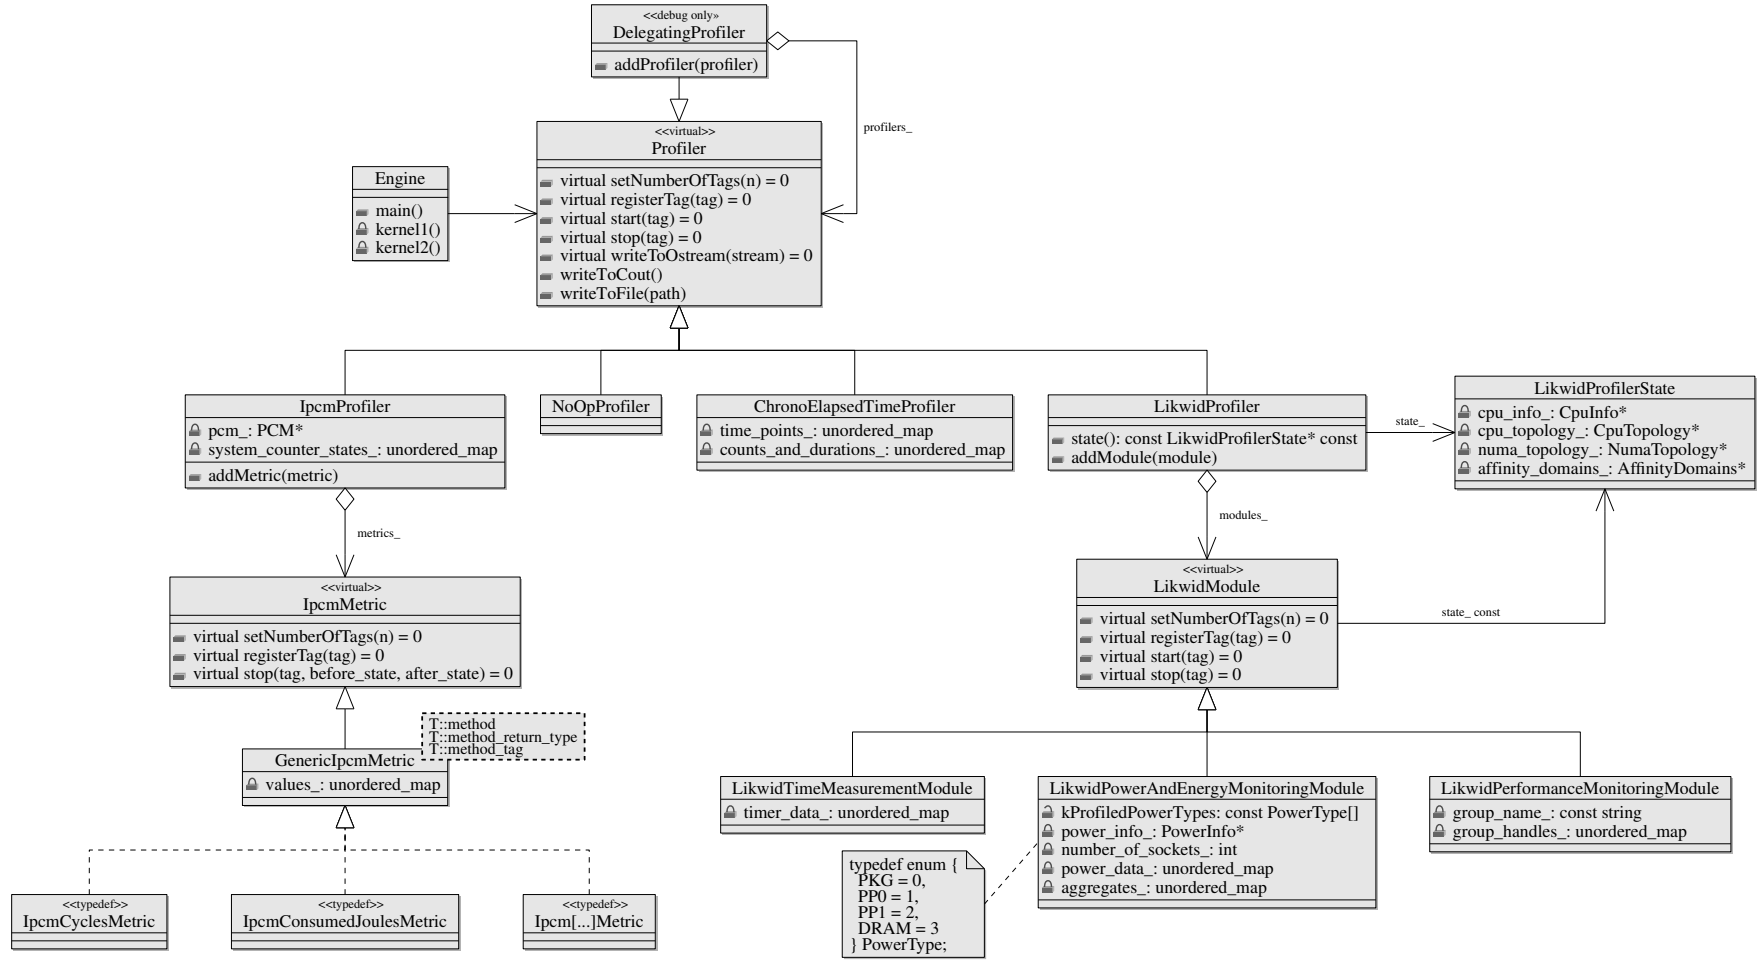 <<debug only»
DelegatingProfiler
addProfiler(profiler)
profilers_
<<virtual>>
Profiler
virtual setNumberOfTags(n) = 0
virtual registerTag(tag) = 0
virtual start(tag) = 0
virtual stop(tag) = 0
virtual writeToOstream(stream) = 0
writeToCout()
writeToFile(path)
Engine
main()
kernel1()
kernel2()
IpcmProfiler
pcm_: PCM*
system_counter_states_: unordered_map
addMetric(metric)
NoOpProfiler
ChronoElapsedTimeProfiler
time_points_: unordered_map
counts_and_durations_: unordered_map
LikwidProfiler
state(): const LikwidProfilerState* const
addModule(module)
state_
LikwidProfilerState
cpu_info_: CpuInfo*
cpu_topology_: CpuTopology*
numa_topology_: NumaTopology*
affinity_domains_: AffinityDomains*
metrics_
modules_
<<virtual>>
IpcmMetric
virtual setNumberOfTags(n) = 0
virtual registerTag(tag) = 0
virtual stop(tag, before_state, after_state) = 0
<<virtual>>
LikwidModule
virtual setNumberOfTags(n) = 0
virtual registerTag(tag) = 0
virtual start(tag) = 0
virtual stop(tag) = 0
state_ const
T::method
T::method_return_type
T::method_tag
GenericIpcmMetric
values_: unordered_map
LikwidTimeMeasurementModule
timer_data_: unordered_map
LikwidPowerAndEnergyMonitoringModule
kProfiledPowerTypes: const PowerType[]
power_info_: PowerInfo*
number_of_sockets_: int
power_data_: unordered_map
aggregates_: unordered_map
LikwidPerformanceMonitoringModule
group_name_: const string
group_handles_: unordered_map
typedef enum {
PKG = 0,
PP0 = 1,
PP1 = 2,
DRAM = 3
} PowerType;
<<typedef>>
IpcmCyclesMetric
<<typedef>>
IpcmConsumedJoulesMetric
<<typedef>>
Ipcm[...]Metric